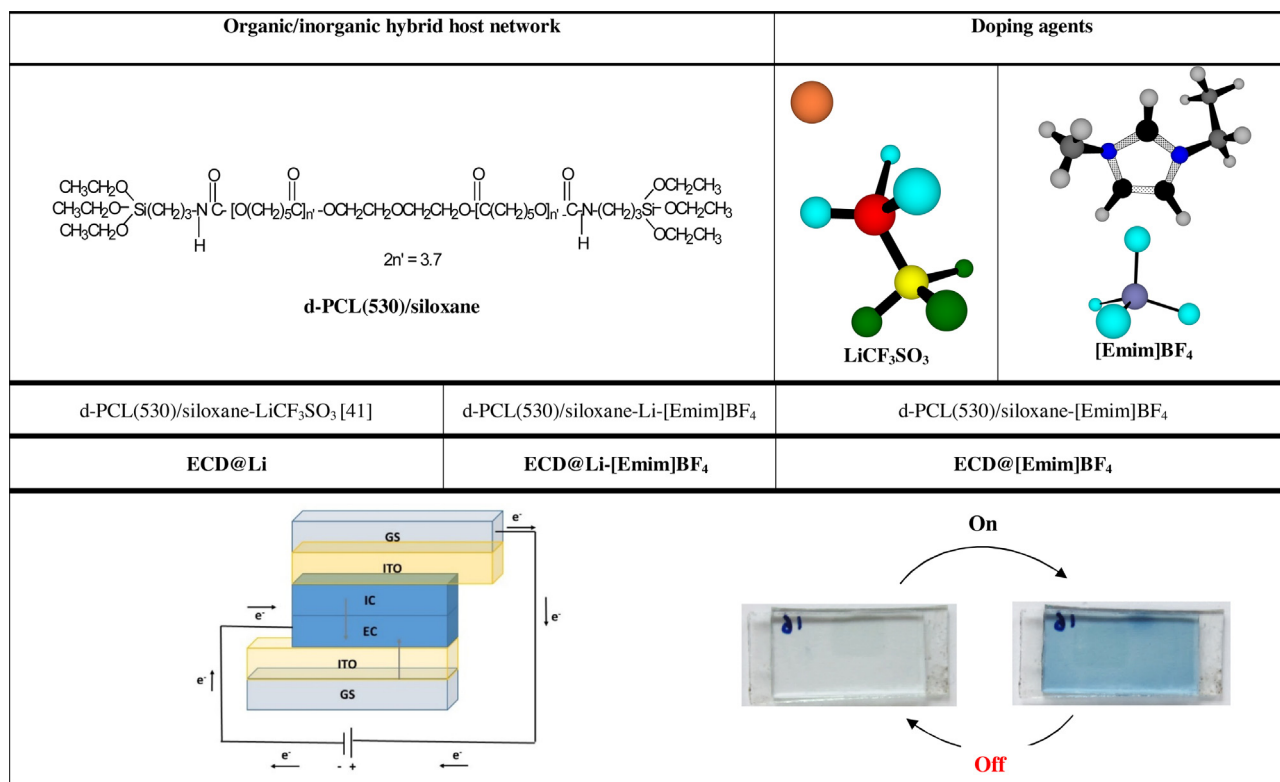 Organic/inorganic hybrid host network
Doping agents
O O O O
CH₃CH₂O OCH₂CH₃
CH₃CH₂O-Si(CH₂)₃-N-C-[O(CH₂)₅C]n'-OCH₂CH₂OCH₂CH₂O-[C(CH₂)₅O]n'-C-N-(CH₂)₃Si-OCH₂CH₃
CH₃CH₂O H H OCH₂CH₃
2n' = 3.7
d-PCL(530)/siloxane
LiCF₃SO₃
[Emim]BF₄
d-PCL(530)/siloxane-LiCF₃SO₃ [41]
d-PCL(530)/siloxane-Li-[Emim]BF₄
d-PCL(530)/siloxane-[Emim]BF₄
ECD@Li
ECD@Li-[Emim]BF₄
ECD@[Emim]BF₄
e⁻
GS
ITO
IC
e⁻
e⁻
EC
ITO
e⁻
GS
e⁻
e⁻
- +
On
Off